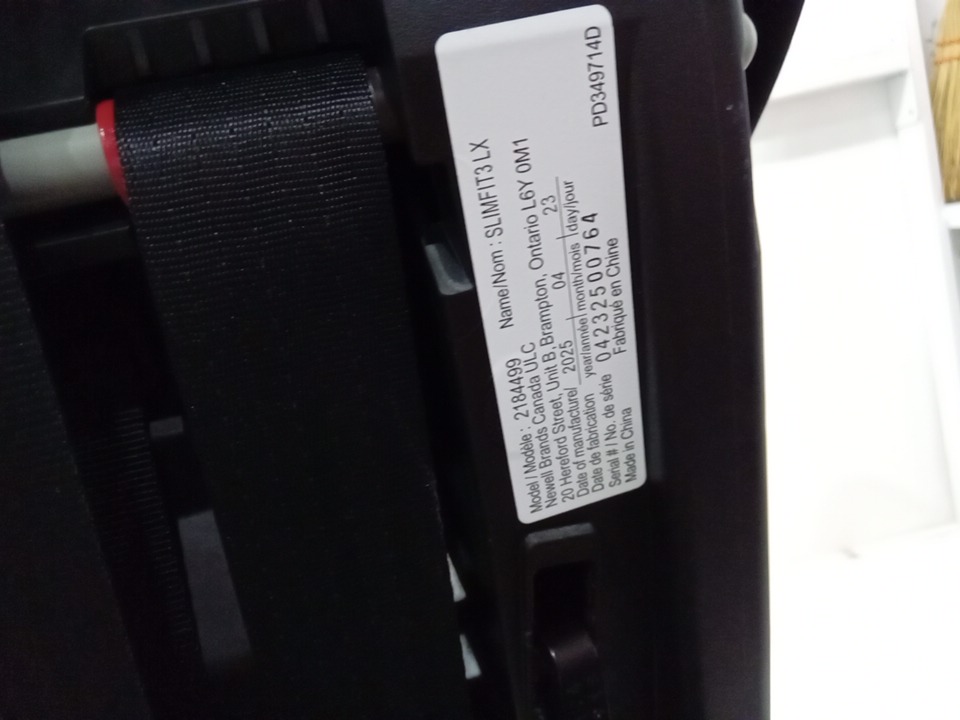 Model / Modèle : 2184499 Name/Nom : SLIMFIT3 LX
Newell Brands Canada ULC
20 Hereford Street, Unit B, Brampton, Ontario L6Y 0M1
Date of manufacture/ 2025 04 23
Date de fabrication year/année month/mois day/jour
Serial # / No. de série 0423250 0764
Made in China Fabriqué en Chine
PD349714D